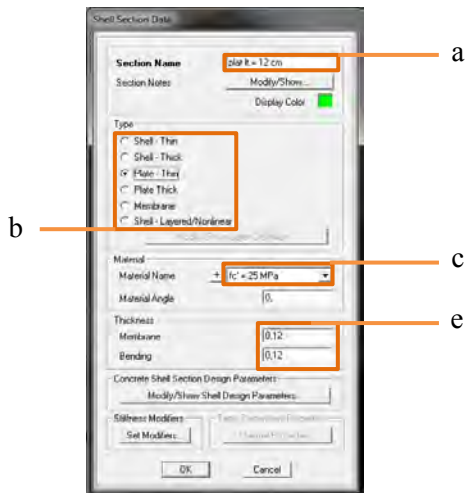 Shell Section Data
a
Section Name plat lt = 12 cm
Section Notes Modify/Show...
Display Color
Type
Shell - Thin
Shell - Thick
Plate - Thin
Plate Thick
Membrane
b
Shell - Layered/Nonlinear
Material
c
Material Name + fc' = 25 MPa
Material Angle 0,
Thickness
e
Membrane 0,12
Bending 0,12
Concrete Shell Section Design Parameters
Modify/Show Shell Design Parameters...
Stiffness Modifiers
Set Modifiers...
OK Cancel